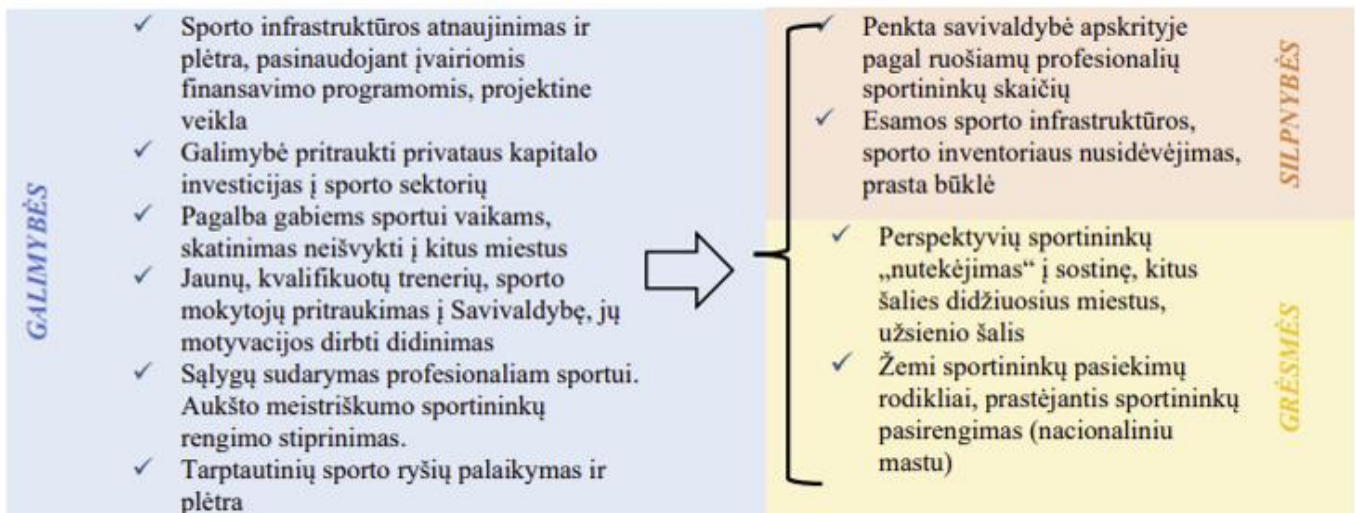 GALIMYBĖS
✓ Sporto infrastruktūros atnaujinimas ir
plėtra, pasinaudojant įvairiomis
finansavimo programomis, projektine
veikla
✓ Galimybė pritraukti privataus kapitalo
investicijas į sporto sektorių
✓ Pagalba gabiems sportui vaikams,
skatinimas neišvykti į kitus miestus
✓ Jaunų, kvalifikuotų trenerių, sporto
mokytojų pritraukimas į Savivaldybę, jų
motyvacijos dirbti didinimas
✓ Sąlygų sudarymas profesionaliam sportui.
Aukšto meistriškumo sportininkų
rengimo stiprinimas.
✓ Tarptautinių sporto ryšių palaikymas ir
plėtra
✓ Penkta savivaldybė apskrityje
pagal ruošiamų profesionalių
sportininkų skaičių
✓ Esamos sporto infrastruktūros,
sporto inventoriaus nusidėvėjimas,
prasta būklė
SILPNYBĖS
✓ Perspektyvių sportininkų
„nutekėjimas“ į sostinę, kitus
šalies didžiuosius miestus,
užsienio šalis
✓ Žemi sportininkų pasiekimų
rodikliai, prastėjantis sportininkų
pasirengimas (nacionaliniu
mastu)
GRĖSMĖS